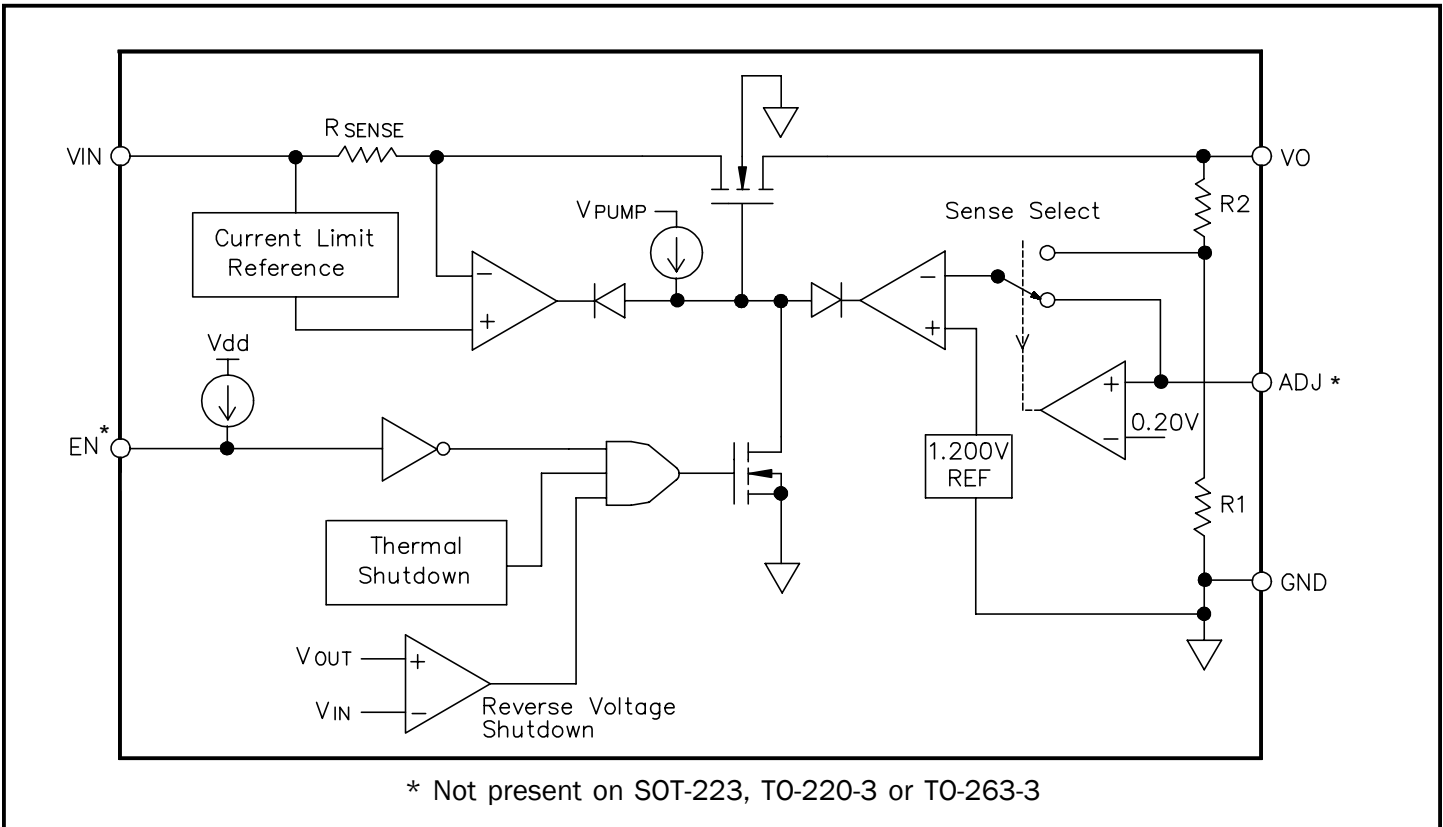 R SENSE
VIN
VO
Current Limit
Reference
VPUMP
Sense Select
R2
−
+
−
+
Vdd
EN*
ADJ *
+
−
0.20V
1.200V
REF
R1
Thermal
Shutdown
GND
VOUT
+
VIN
−
Reverse Voltage
Shutdown
* Not present on SOT-223, TO-220-3 or TO-263-3